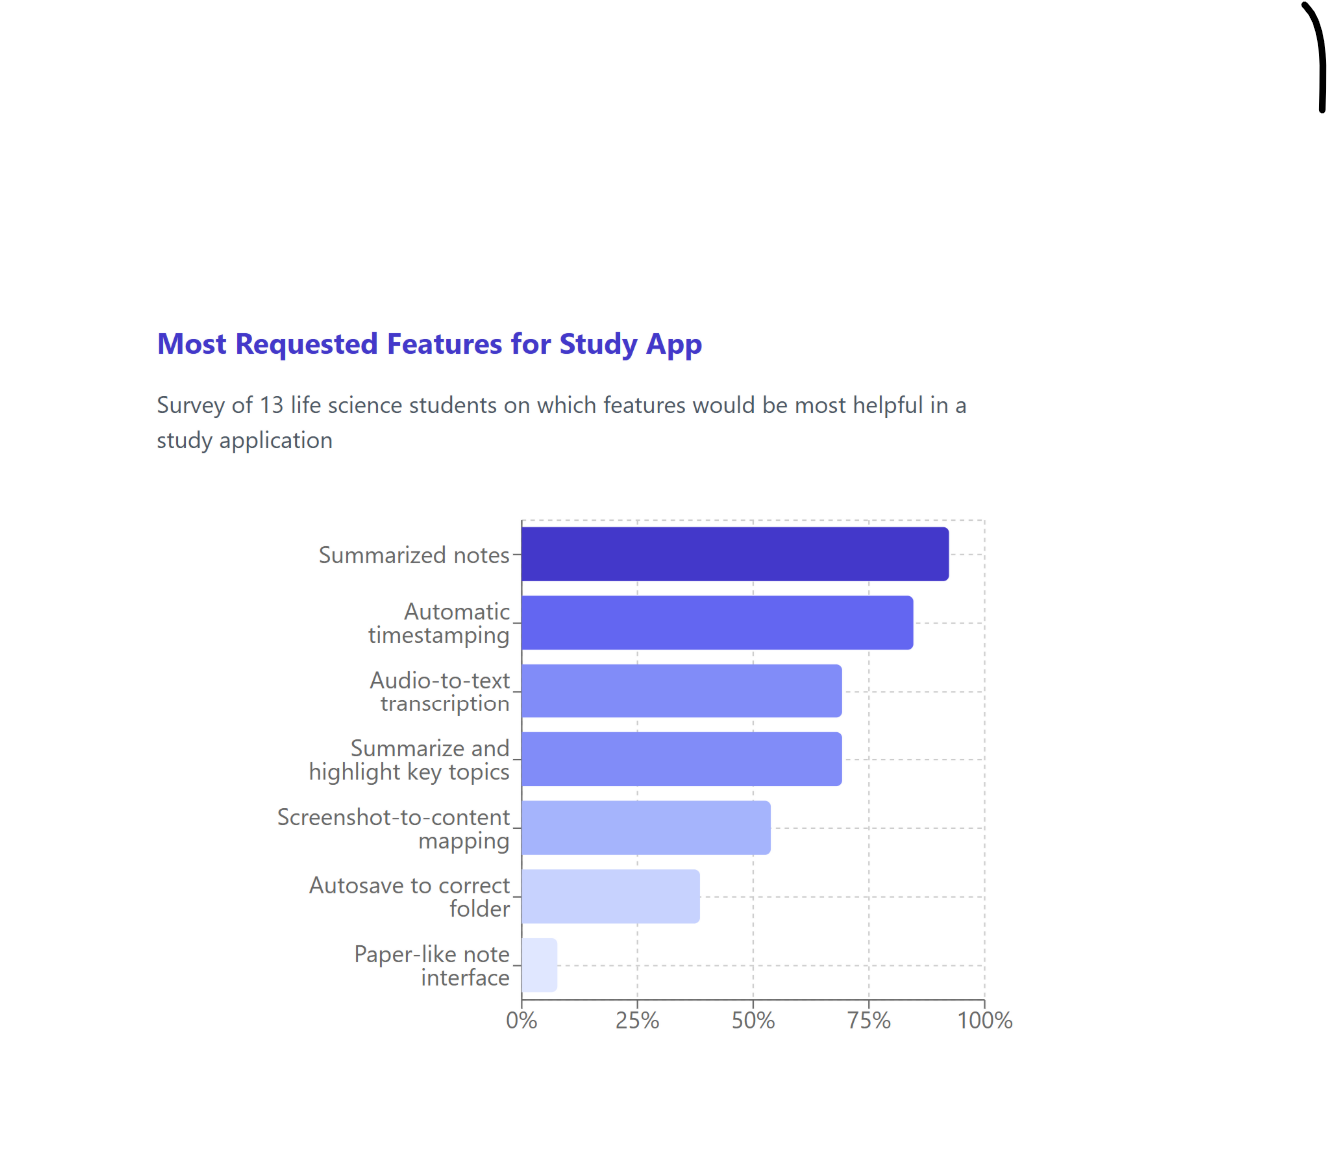 Most Requested Features for Study App
Survey of 13 life science students on which features would be most helpful in a
study application
Summarized notes
Automatic
timestamping
Audio-to-text
transcription
Summarize and
highlight key topics
Screenshot-to-content
mapping
Autosave to correct
folder
Paper-like note
interface
0% 25% 50% 75% 100%